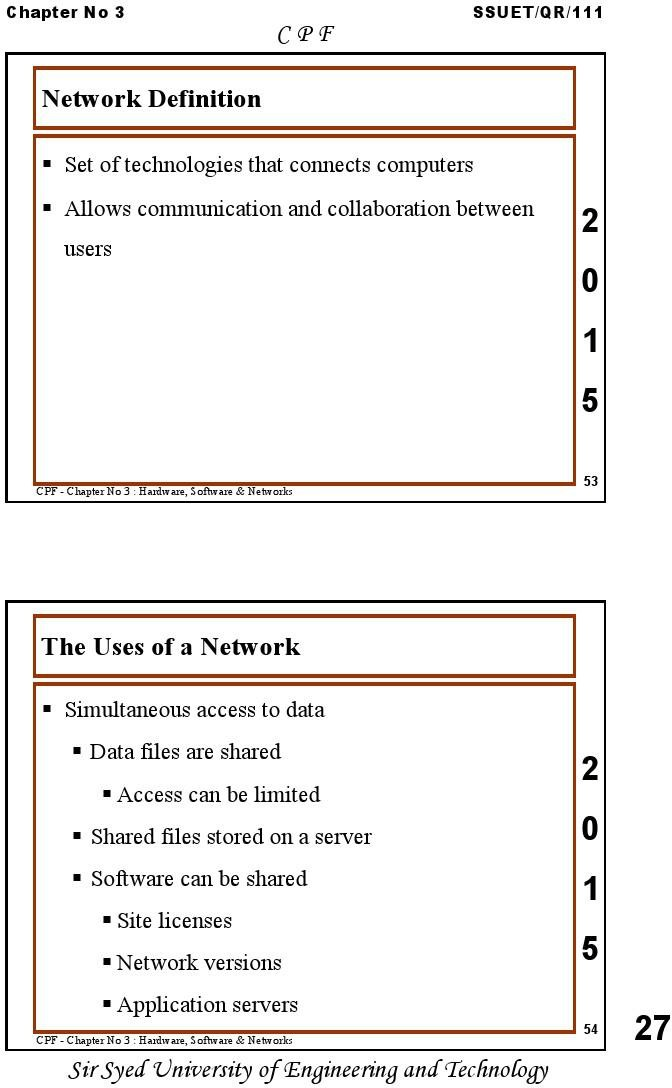 Chapter No 3 SSUET/QR/111
C P F
Network Definition
▪ Set of technologies that connects computers
▪ Allows communication and collaboration between
users
2
0
1
5
53
CPF - Chapter No 3 : Hardware, Software & Networks
The Uses of a Network
▪ Simultaneous access to data
▪ Data files are shared
▪ Access can be limited
▪ Shared files stored on a server
▪ Software can be shared
▪ Site licenses
▪ Network versions
▪ Application servers
2
0
1
5
54
CPF - Chapter No 3 : Hardware, Software & Networks
27
Sir Syed University of Engineering and Technology